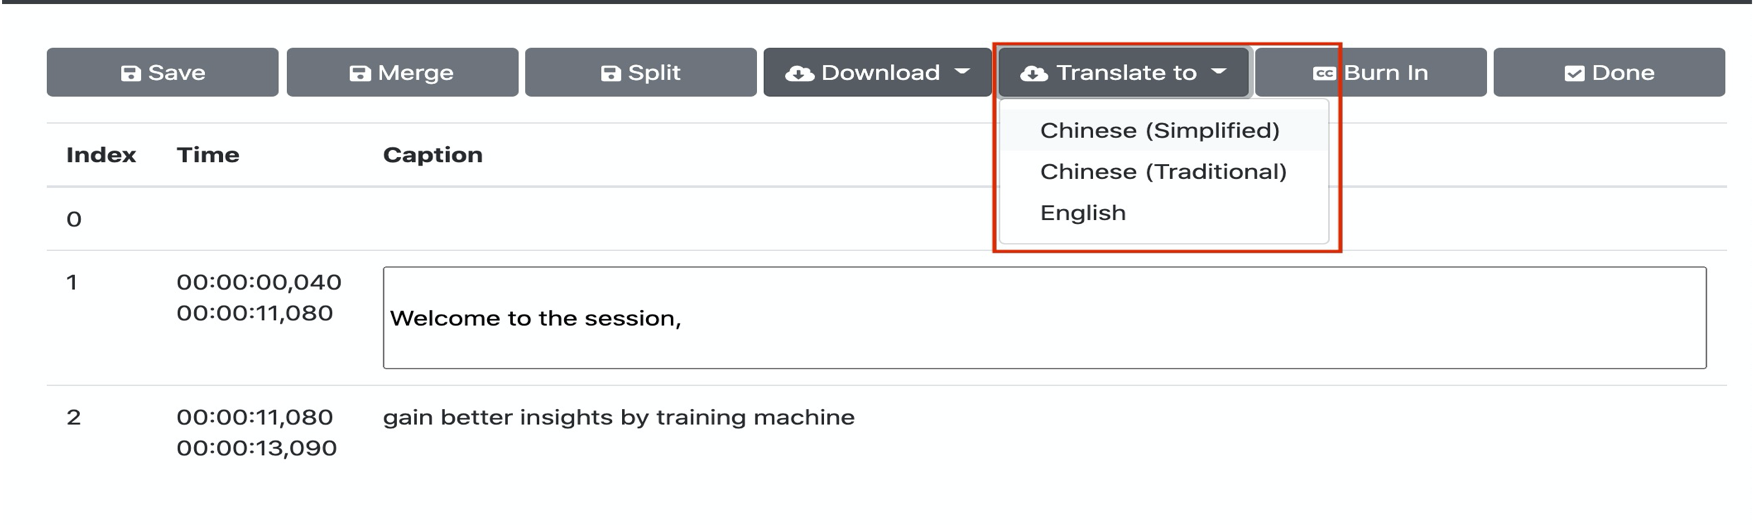 Save Merge Split Download Translate to CC Burn In Done
Chinese (Simplified)
Chinese (Traditional)
English
Index Time Caption
0
1 00:00:00,040
00:00:11,080
Welcome to the session,
2 00:00:11,080 gain better insights by training machine
00:00:13,090